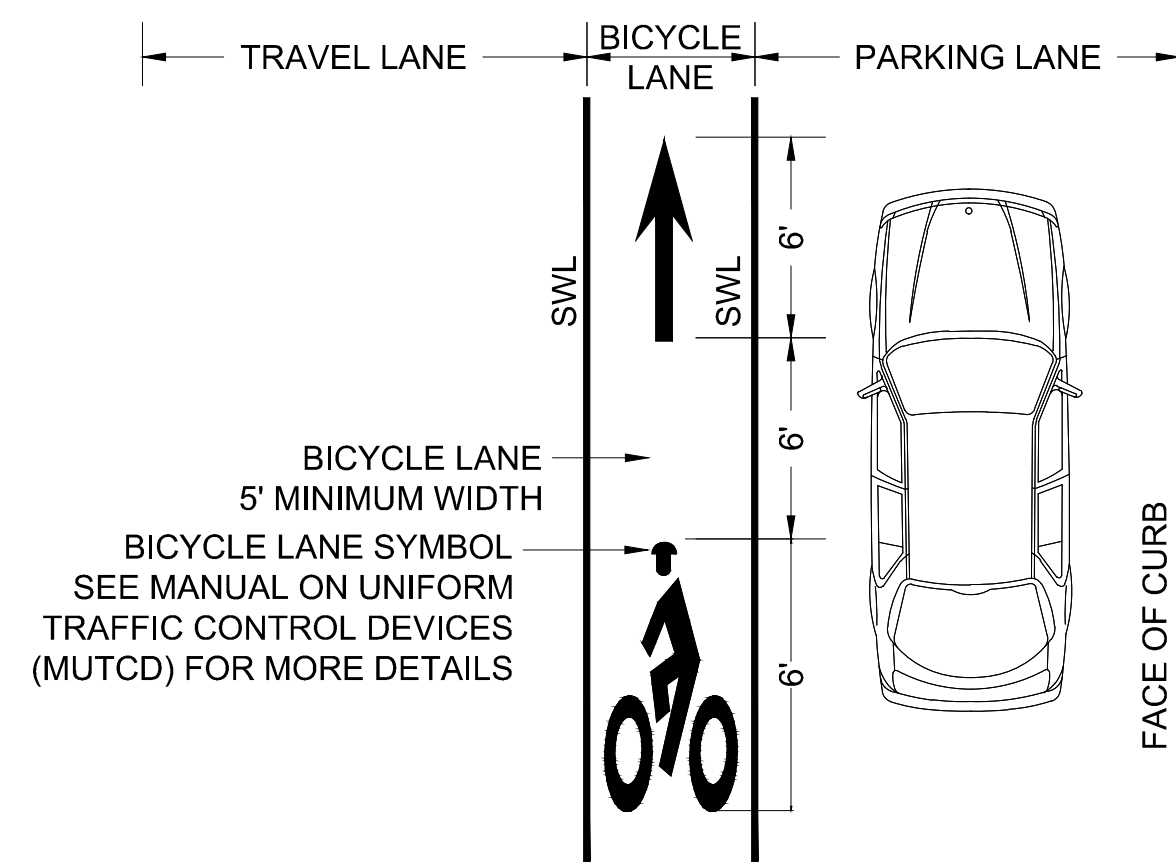 TRAVEL LANE
BICYCLE
LANE
PARKING LANE
6'
SWL
SWL
6'
BICYCLE LANE
5' MINIMUM WIDTH
BICYCLE LANE SYMBOL
SEE MANUAL ON UNIFORM
TRAFFIC CONTROL DEVICES
(MUTCD) FOR MORE DETAILS
6'
FACE OF CURB